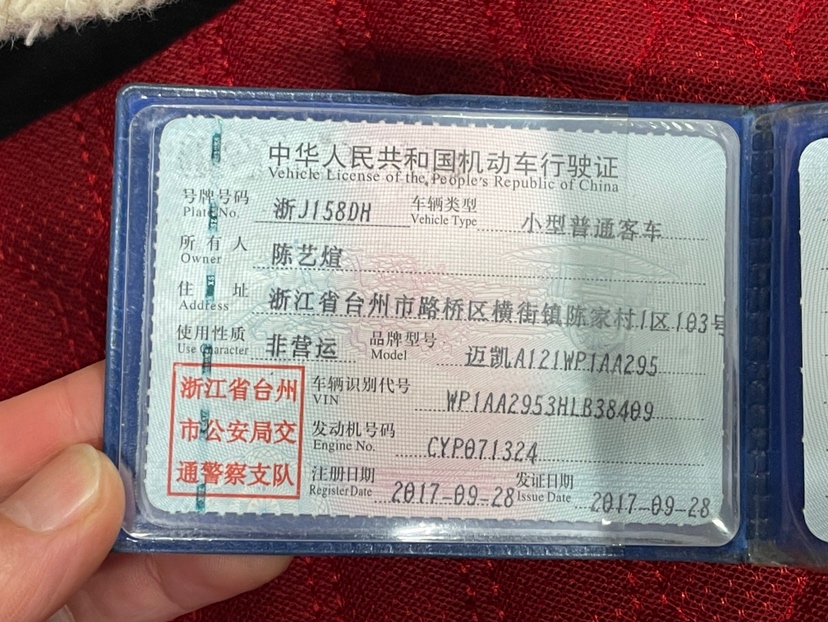 中华人民共和国机动车行驶证
Vehicle License of the People's Republic of China
号牌号码 浙J158DH 车辆类型 小型普通客车
Plate No. Vehicle Type
所有人 陈艺煊
Owner
住址 浙江省台州市路桥区横街镇陈家村1区103号
Address
使用性质 非营运 品牌型号 迈凯A121WP1AA295
Use Character Model
浙江省台州
市公安局交
通警察支队
车辆识别代号 WP1AA2953HLB38409
VIN
发动机号码 CYP071324
Engine No.
注册日期 2017-09-28 发证日期 2017-09-28
Register Date Issue Date